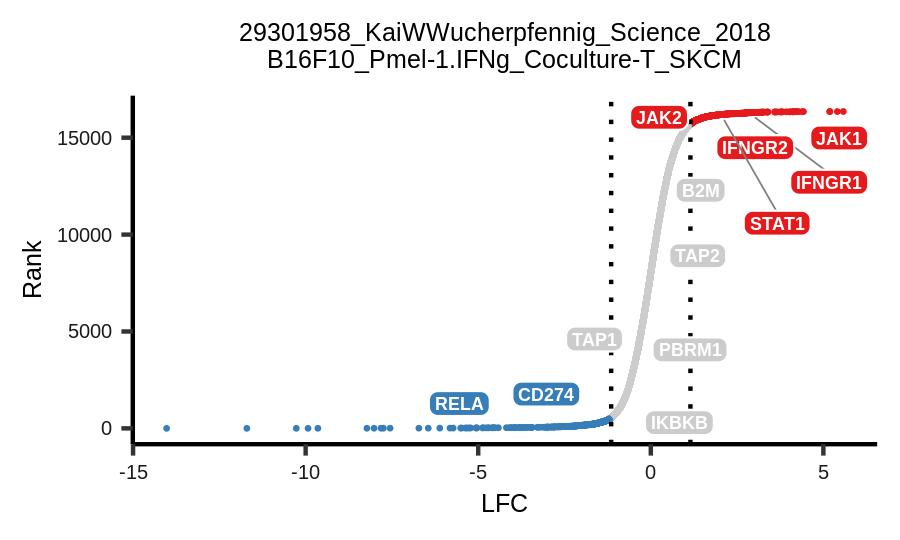 29301958_KaiWWucherpfennig_Science_2018
B16F10_Pmel-1.IFNg_Coculture-T_SKCM
JAK2
JAK1
15000
IFNGR2
IFNGR1
B2M
STAT1
10000
TAP2
Rank
5000
TAP1
PBRM1
CD274
RELA
IKBKB
0
-15
-10
-5
0
5
LFC